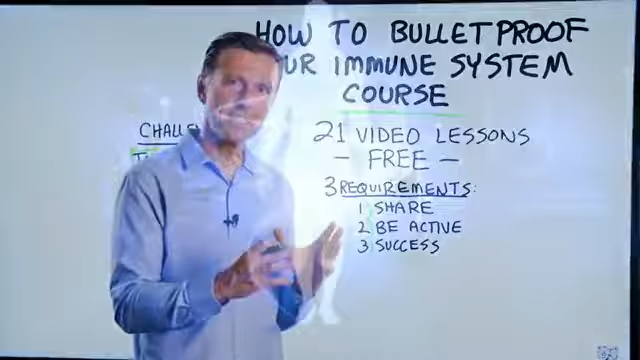 HOW TO BULLETPROOF
UR IMMUNE SYSTEM
COURSE
CHALL
21 VIDEO LESSONS
- FREE -
3 REQUIREMENTS:
1 SHARE
2 BE ACTIVE
3 SUCCESS